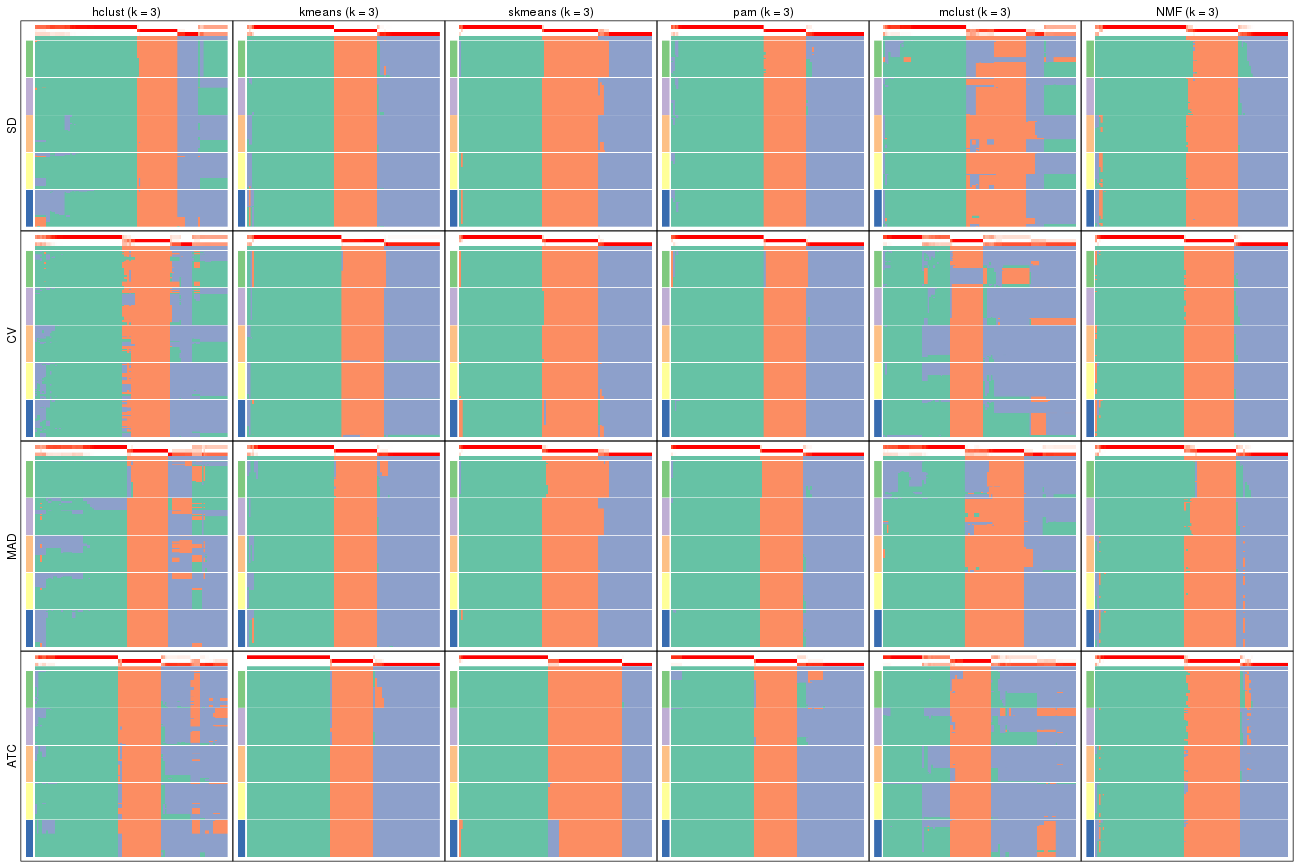 hclust (k = 3) kmeans (k = 3) skmeans (k = 3) pam (k = 3) mclust (k = 3) NMF (k = 3)
SD
CV
MAD
ATC